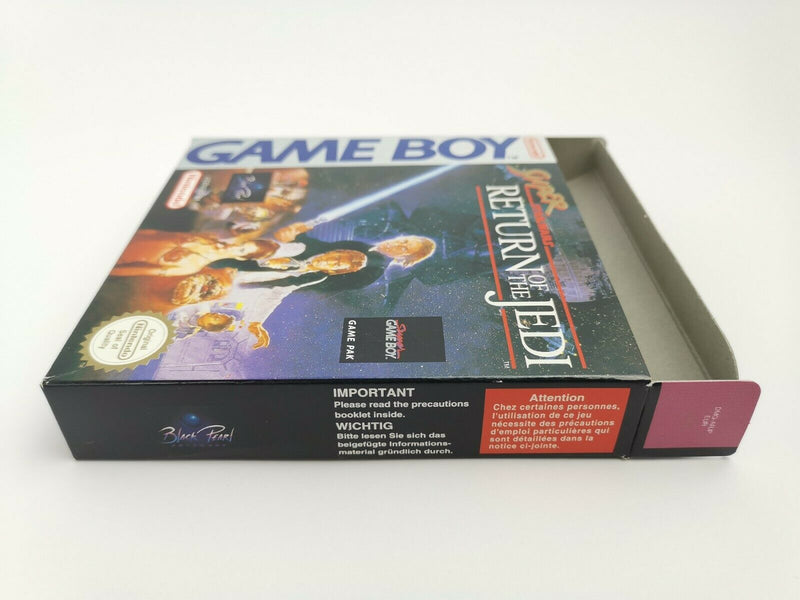 GAME BOY™
Nintendo
Nintendo
SUPER
RETURN
OF
THE
JEDI
Original
Nintendo
Seal of
Quality
Super
GAME BOY
GAME PAK
Black Pearl
IMPORTANT
Please read the precautions
booklet inside.
WICHTIG
Bitte lesen Sie sich das
beigefügte Informations-
material gründlich durch.
Attention
Chez certaines personnes,
l'utilisation de ce jeu
nécessite des précautions
d'emploi particulières qui
sont détaillées dans la
notice ci-jointe.